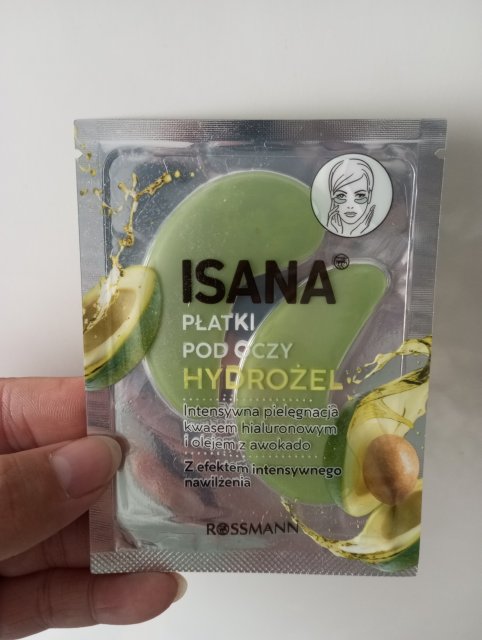 ISANA
PŁATKI
POD OCZY
HYDROŻEL
Intensywna pielęgnacja
kwasem hialuronowym
i olejem z awokado
Z efektem intensywnego
nawilżenia
ROSSMANN